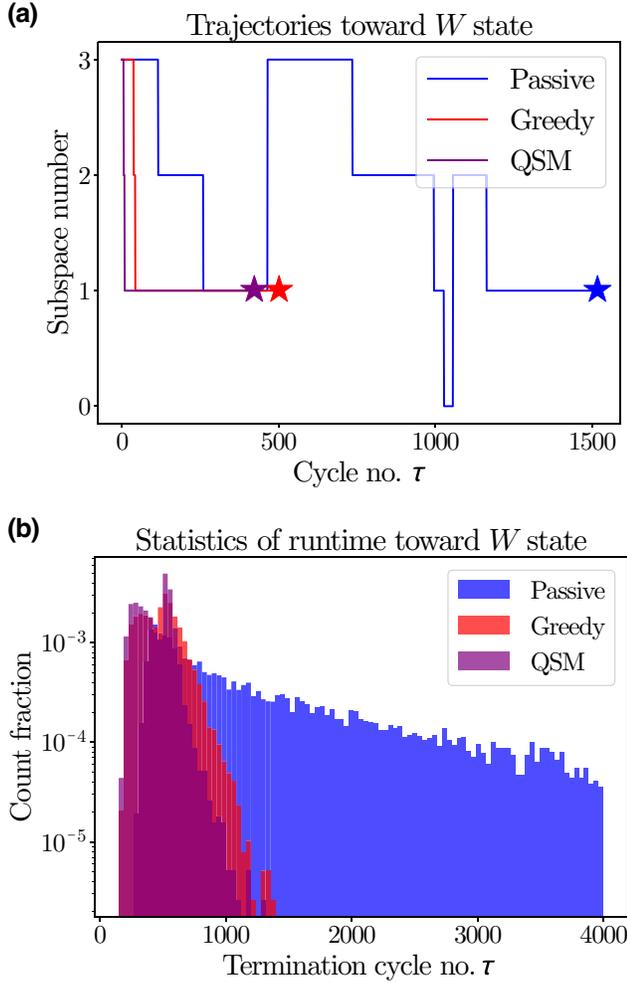 (a)
Trajectories toward W state
Subspace number
3
2
1
0
Passive
Greedy
QSM
0 500 1000 1500
Cycle no. τ
(b)
Statistics of runtime toward W state
Count fraction
10⁻³
10⁻⁴
10⁻⁵
Passive
Greedy
QSM
0 1000 2000 3000 4000
Termination cycle no. τ